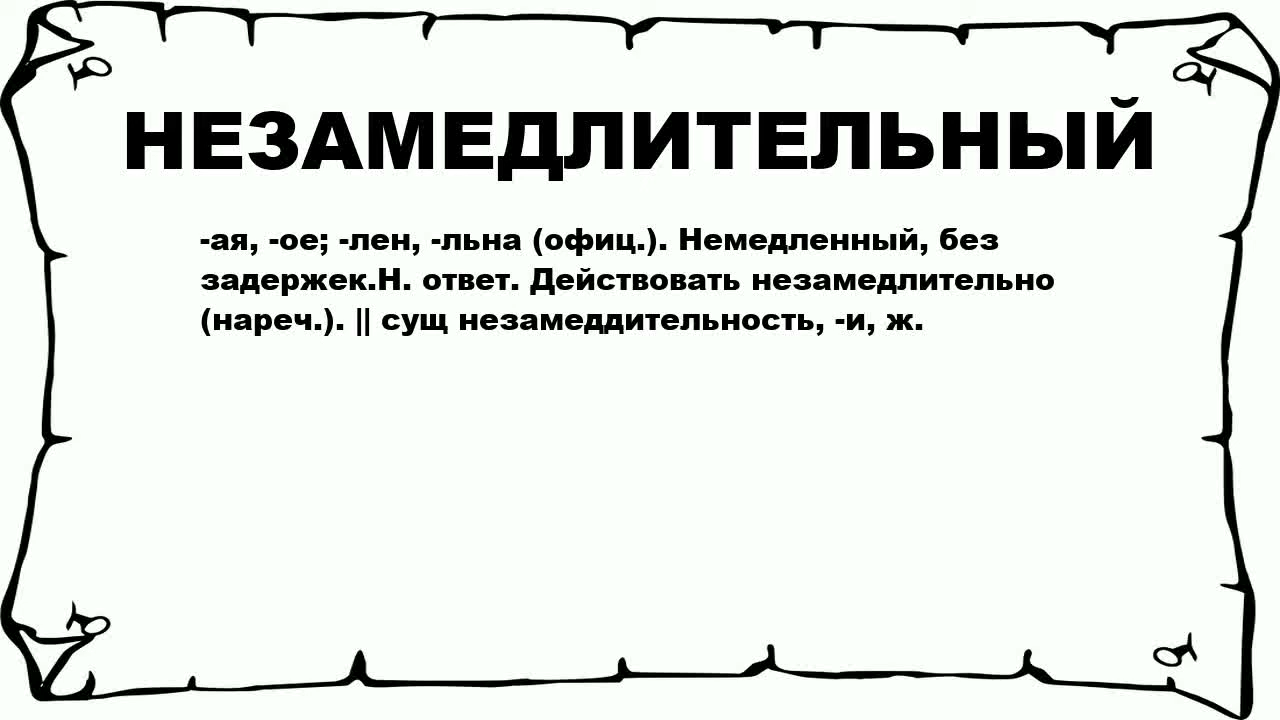 НЕЗАМЕДЛИТЕЛЬНЫЙ
-ая, -ое; -лен, -льна (офиц.). Немедленный, без
задержек.Н. ответ. Действовать незамедлительно
(нареч.). || сущ незамеддительность, -и, ж.